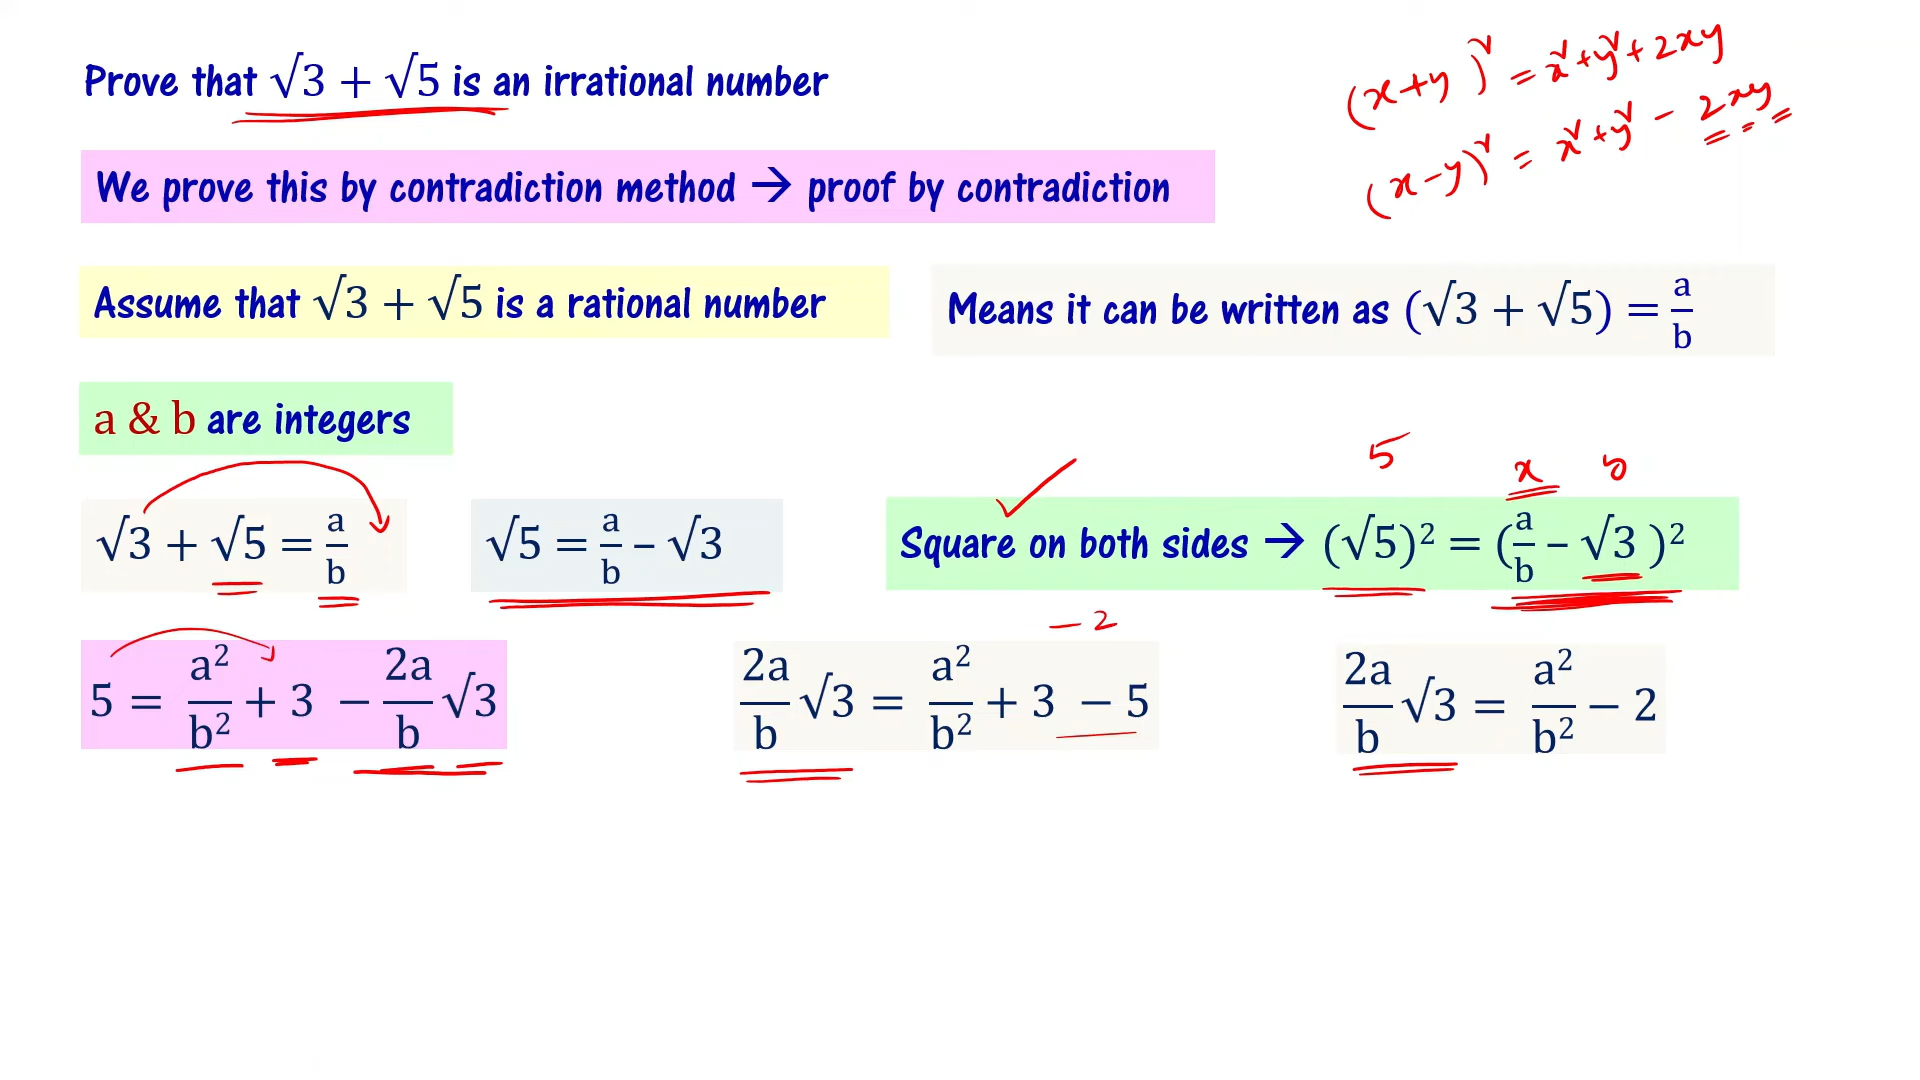 Prove that √3 + √5 is an irrational number
(x+y)² = x²+y²+2xy
(x-y)² = x²+y² - 2xy
We prove this by contradiction method → proof by contradiction
Assume that √3 + √5 is a rational number
Means it can be written as (√3 + √5) = a/b
a & b are integers
5
x
√3 + √5 = a/b
√5 = a/b – √3
Square on both sides → (√5)² = (a/b – √3 )²
– 2
5 = a²/b² + 3 – 2a/b √3
2a/b √3 = a²/b² + 3 – 5
2a/b √3 = a²/b² – 2